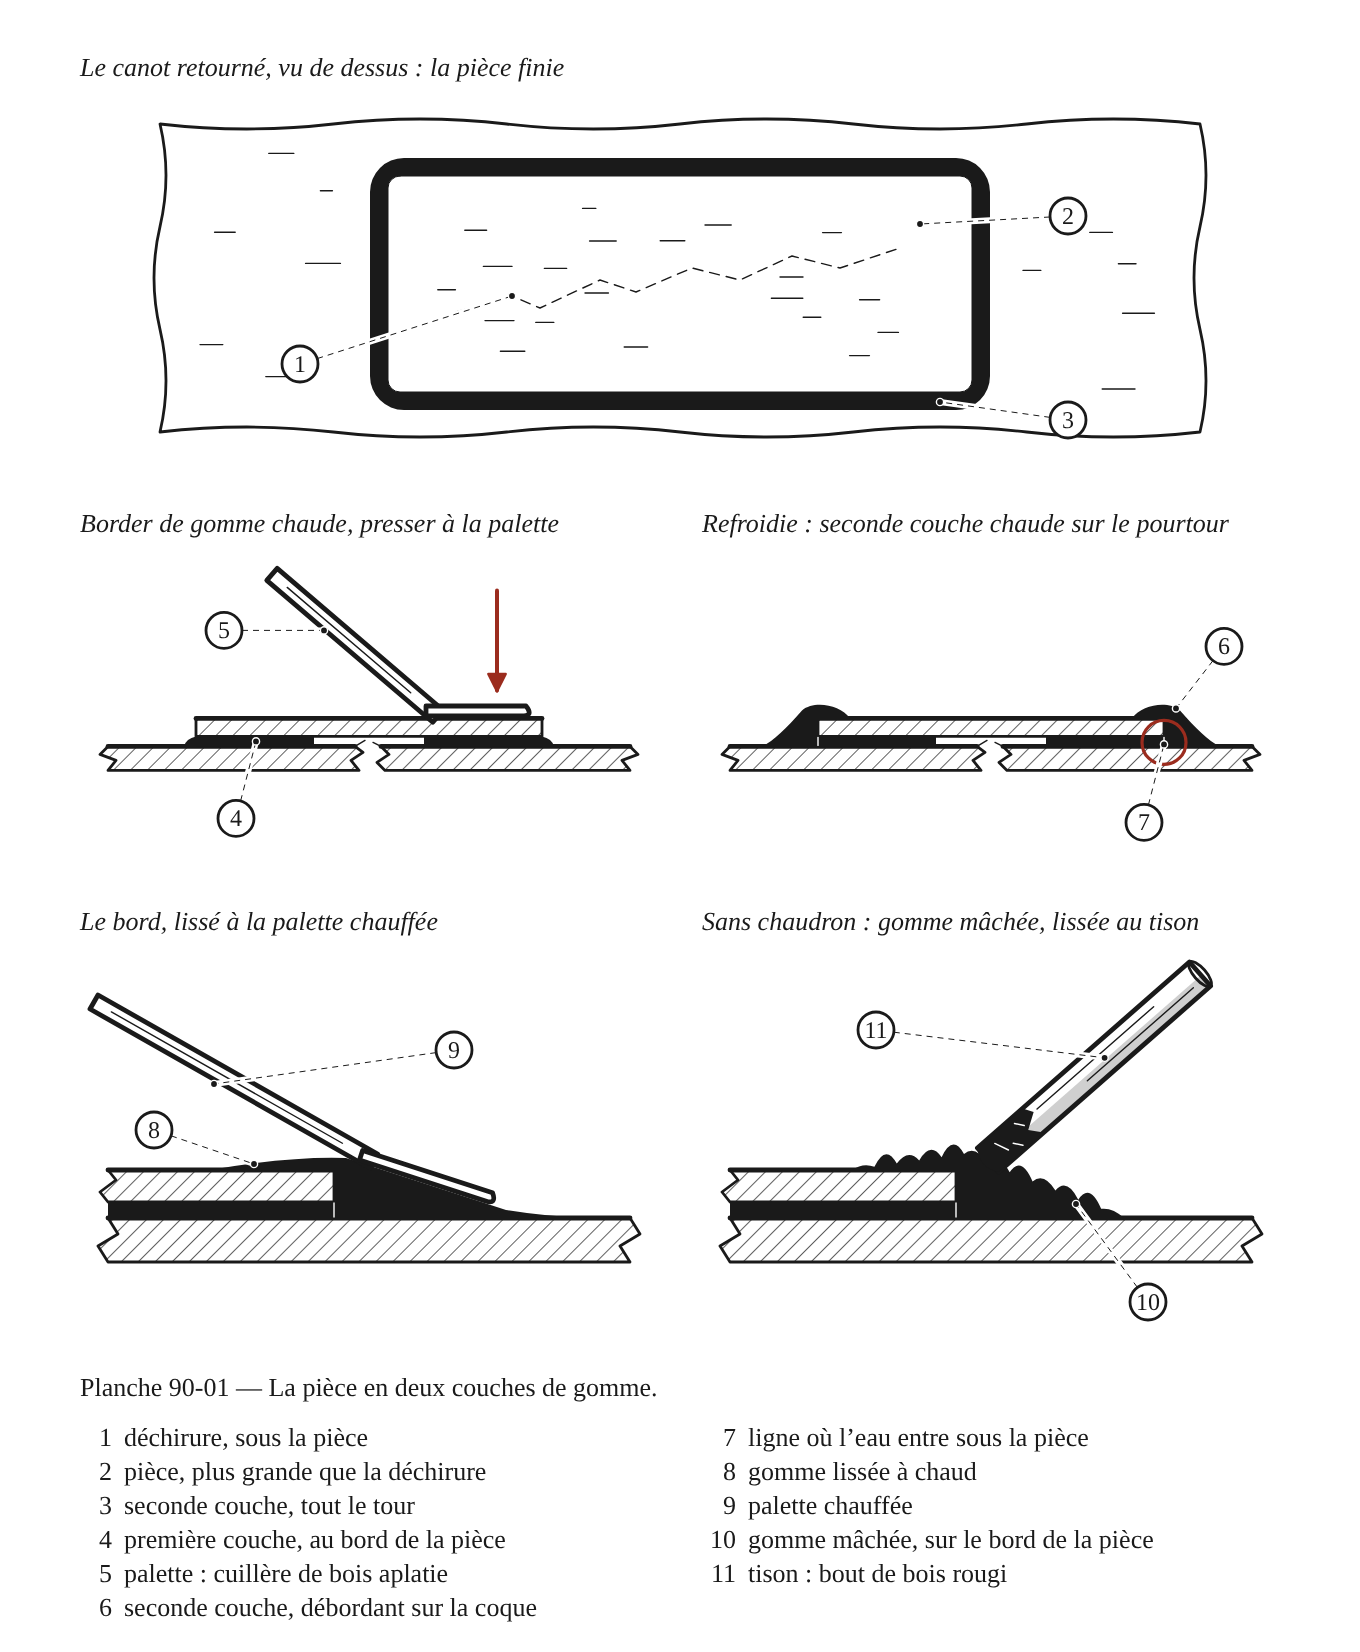 Le canot retourné, vu de dessus : la pièce finie
2
1
3
Border de gomme chaude, presser à la palette
Refroidie : seconde couche chaude sur le pourtour
5
6
4
7
Le bord, lissé à la palette chauffée
Sans chaudron : gomme mâchée, lissée au tison
9
11
8
10
Planche 90-01 — La pièce en deux couches de gomme.
1 déchirure, sous la pièce
2 pièce, plus grande que la déchirure
3 seconde couche, tout le tour
4 première couche, au bord de la pièce
5 palette : cuillère de bois aplatie
6 seconde couche, débordant sur la coque
7 ligne où l’eau entre sous la pièce
8 gomme lissée à chaud
9 palette chauffée
10 gomme mâchée, sur le bord de la pièce
11 tison : bout de bois rougi